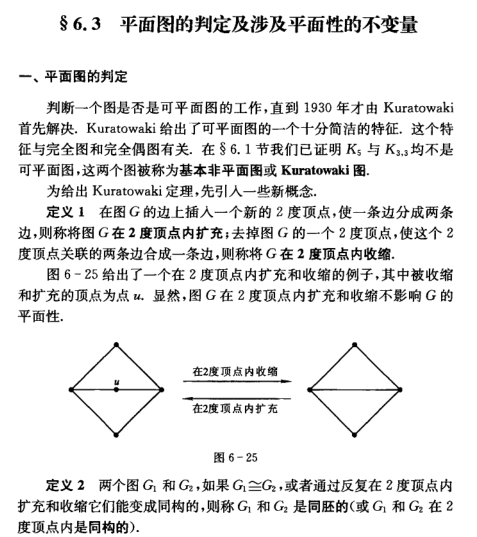 §6.3 平面图的判定及涉及平面性的不变量
一、平面图的判定
判断一个图是否是可平面图的工作,直到 1930 年才由 Kuratowaki
首先解决. Kuratowaki 给出了可平面图的一个十分简洁的特征. 这个特
征与完全图和完全偶图有关. 在 §6.1 节我们已证明 K₅ 与 K₃,₃均不是
可平面图,这两个图被称为基本非平面图或 Kuratowaki 图.
为给出 Kuratowaki 定理,先引入一些新概念.
定义 1 在图 G 的边上插入一个新的 2 度顶点,使一条边分成两条
边,则称将图 G 在 2 度顶点内扩充;去掉图 G 的一个 2 度顶点,使这个 2
度顶点关联的两条边合成一条边,则称将 G 在 2 度顶点内收缩.
图 6-25 给出了一个在 2 度顶点内扩充和收缩的例子,其中被收缩
和扩充的顶点为点 u. 显然,图 G 在 2 度顶点内扩充和收缩不影响 G 的
平面性.
u
在2度顶点内收缩
在2度顶点内扩充
图 6-25
定义 2 两个图 G₁ 和 G₂,如果 G₁≅G₂,或者通过反复在 2 度顶点内
扩充和收缩它们能变成同构的,则称 G₁ 和 G₂ 是同胚的(或 G₁ 和 G₂ 在 2
度顶点内是同构的).